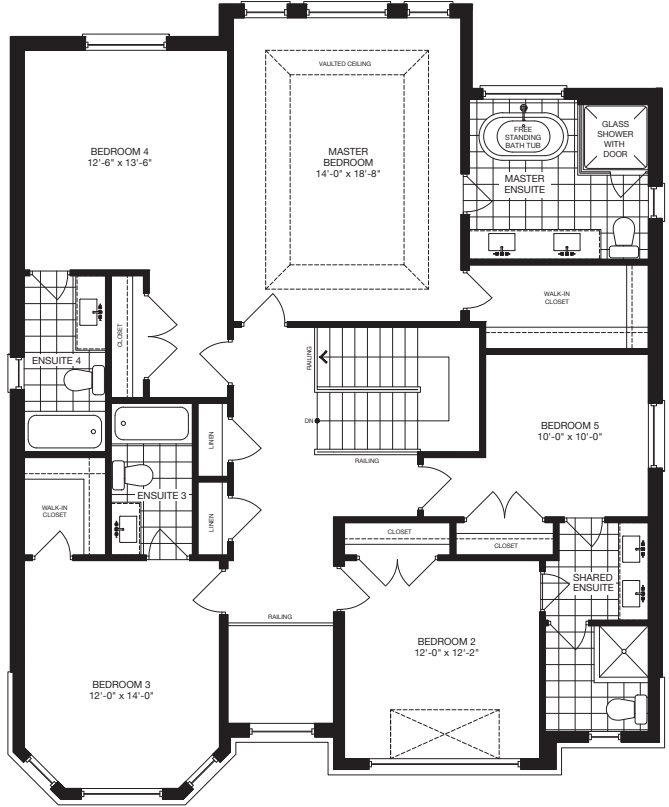 VAULTED CEILING
BEDROOM 4
12'-6" x 13'-6"
MASTER
BEDROOM
14'-0" x 18'-8"
FREE
STANDING
BATH TUB
GLASS
SHOWER
WITH
DOOR
MASTER
ENSUITE
WALK-IN
CLOSET
CLOSET
ENSUITE 4
RAILING
DN
RAILING
BEDROOM 5
10'-0" x 10'-0"
LINEN
ENSUITE 3
LINEN
WALK-IN
CLOSET
CLOSET
CLOSET
SHARED
ENSUITE
RAILING
BEDROOM 2
12'-0" x 12'-2"
BEDROOM 3
12'-0" x 14'-0"